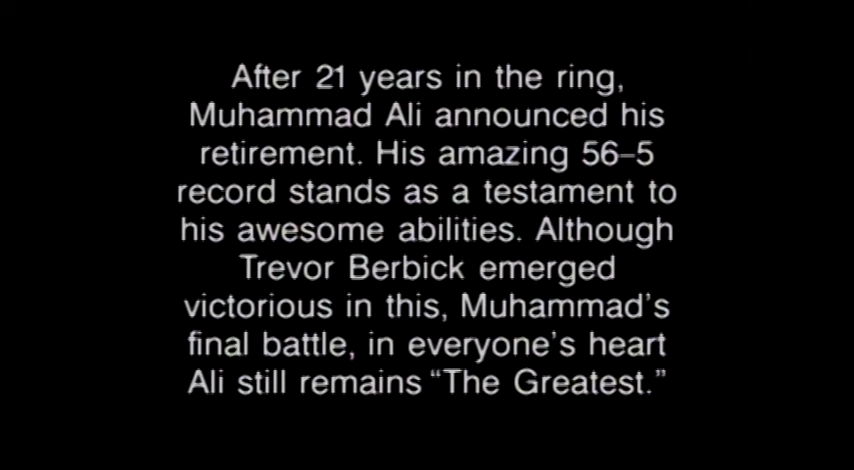 After 21 years in the ring,
Muhammad Ali announced his
retirement. His amazing 56–5
record stands as a testament to
his awesome abilities. Although
Trevor Berbick emerged
victorious in this, Muhammad's
final battle, in everyone's heart
Ali still remains “The Greatest.”